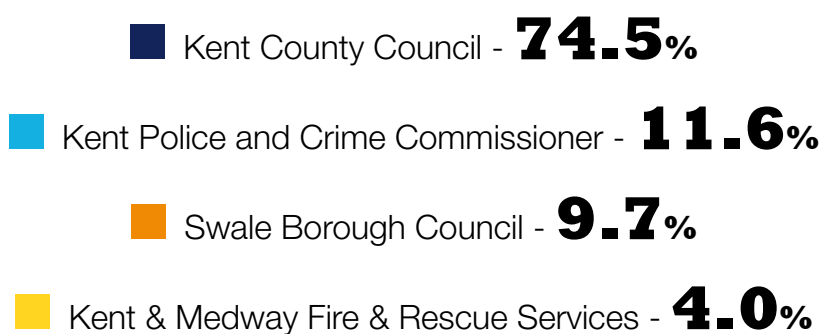 Kent County Council - 74.5%
Kent Police and Crime Commissioner - 11.6%
Swale Borough Council - 9.7%
Kent & Medway Fire & Rescue Services - 4.0%